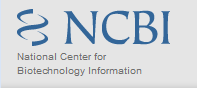 NCBI
National Center for
Biotechnology Information